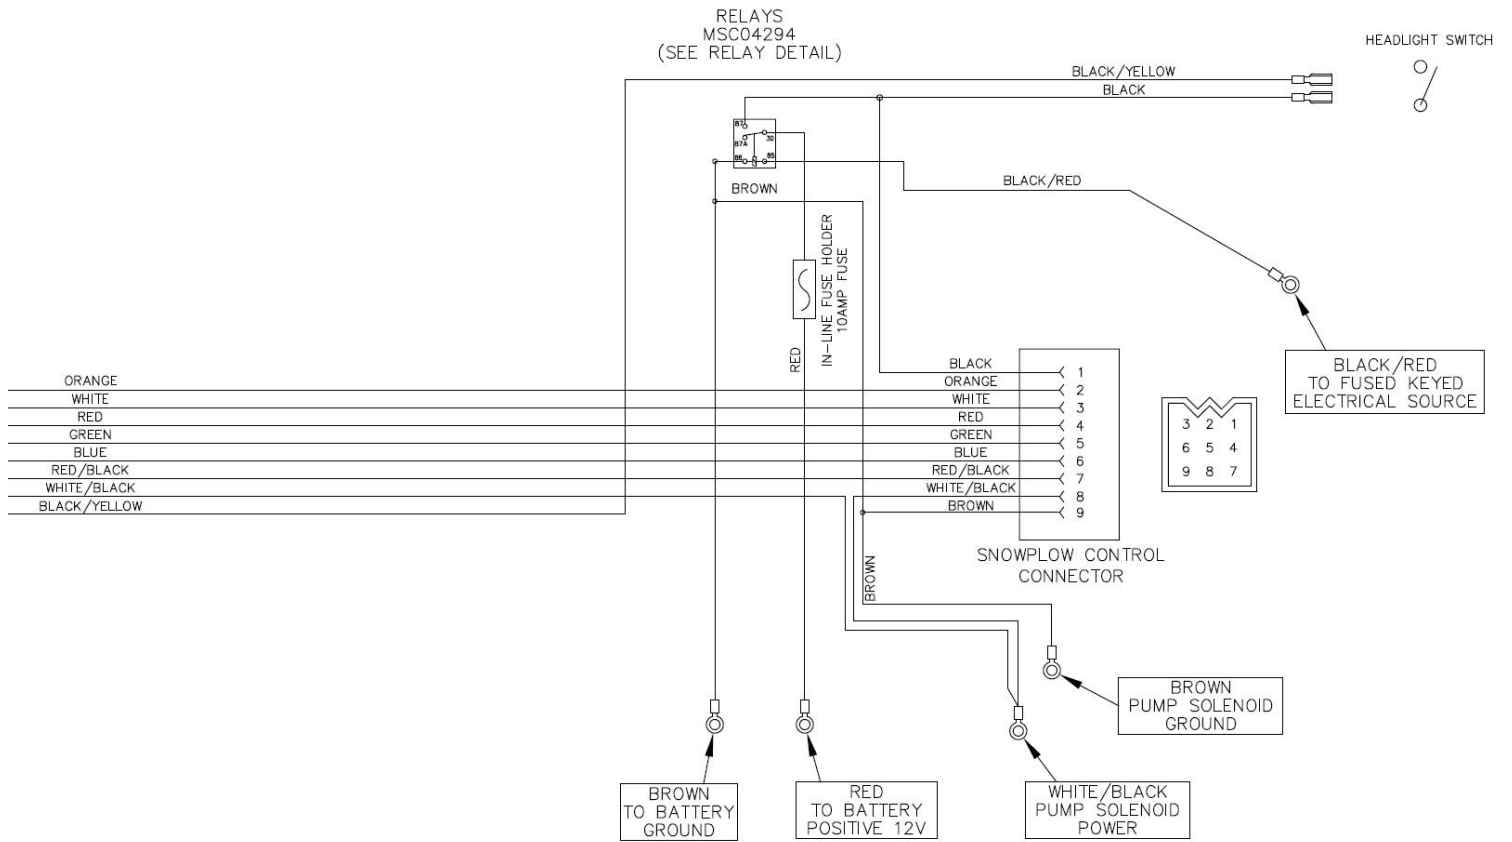 RELAYS
MSC04294
(SEE RELAY DETAIL)
HEADLIGHT SWITCH
BLACK/YELLOW
BLACK
87
87A
30
86
85
BROWN
BLACK/RED
IN-LINE FUSE HOLDER
10AMP FUSE
RED
BLACK/RED
TO FUSED KEYED
ELECTRICAL SOURCE
ORANGE
WHITE
RED
GREEN
BLUE
RED/BLACK
WHITE/BLACK
BLACK/YELLOW
BLACK 1
ORANGE 2
WHITE 3
RED 4
GREEN 5
BLUE 6
RED/BLACK 7
WHITE/BLACK 8
BROWN 9
3 2 1
6 5 4
9 8 7
SNOWPLOW CONTROL
CONNECTOR
BROWN
BROWN
PUMP SOLENOID
GROUND
BROWN
TO BATTERY
GROUND
RED
TO BATTERY
POSITIVE 12V
WHITE/BLACK
PUMP SOLENOID
POWER